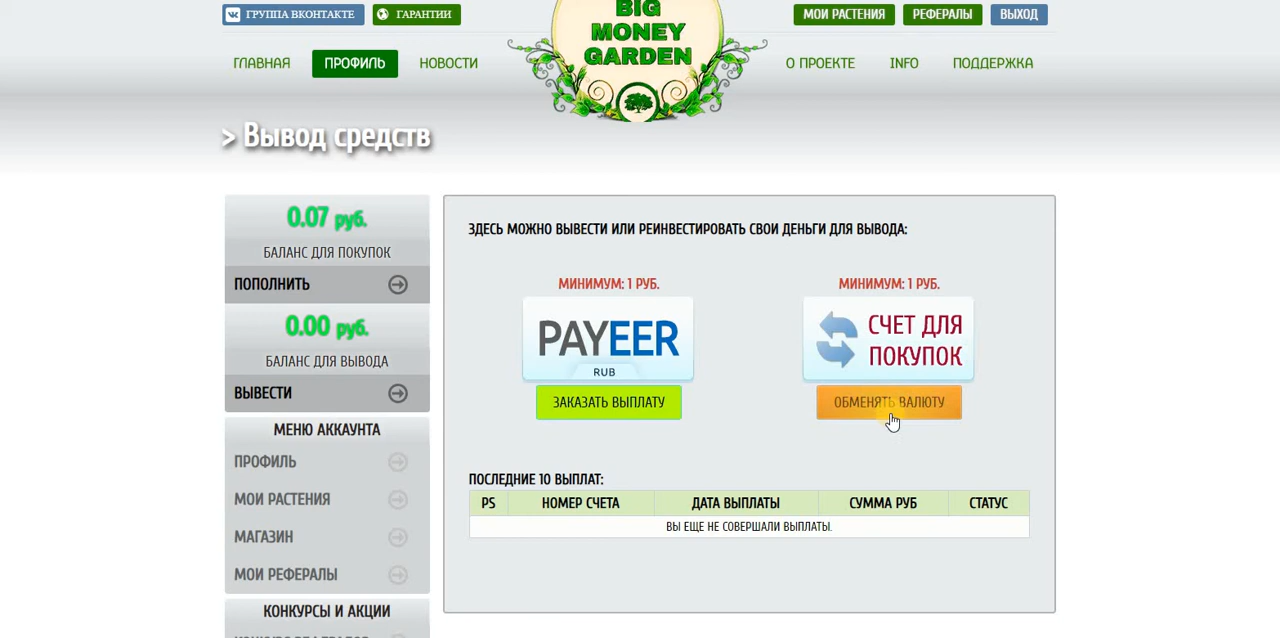 ГРУППА ВКОНТАКТЕ
ГАРАНТИИ
BIG
MONEY
GARDEN
МОИ РАСТЕНИЯ
РЕФЕРАЛЫ
ВЫХОД
ГЛАВНАЯ
ПРОФИЛЬ
НОВОСТИ
О ПРОЕКТЕ
INFO
ПОДДЕРЖКА
> Вывод средств
0.07 руб.
БАЛАНС ДЛЯ ПОКУПОК
ПОПОЛНИТЬ
0.00 руб.
БАЛАНС ДЛЯ ВЫВОДА
ВЫВЕСТИ
МЕНЮ АККАУНТА
ПРОФИЛЬ
МОИ РАСТЕНИЯ
МАГАЗИН
МОИ РЕФЕРАЛЫ
КОНКУРСЫ И АКЦИИ
ЗДЕСЬ МОЖНО ВЫВЕСТИ ИЛИ РЕИНВЕСТИРОВАТЬ СВОИ ДЕНЬГИ ДЛЯ ВЫВОДА:
МИНИМУМ: 1 РУБ.
PAYEER
RUB
ЗАКАЗАТЬ ВЫПЛАТУ
МИНИМУМ: 1 РУБ.
СЧЕТ ДЛЯ
ПОКУПОК
ОБМЕНЯТЬ ВАЛЮТУ
ПОСЛЕДНИЕ 10 ВЫПЛАТ:
PS НОМЕР СЧЕТА ДАТА ВЫПЛАТЫ СУММА РУБ СТАТУС
ВЫ ЕЩЕ НЕ СОВЕРШАЛИ ВЫПЛАТЫ.